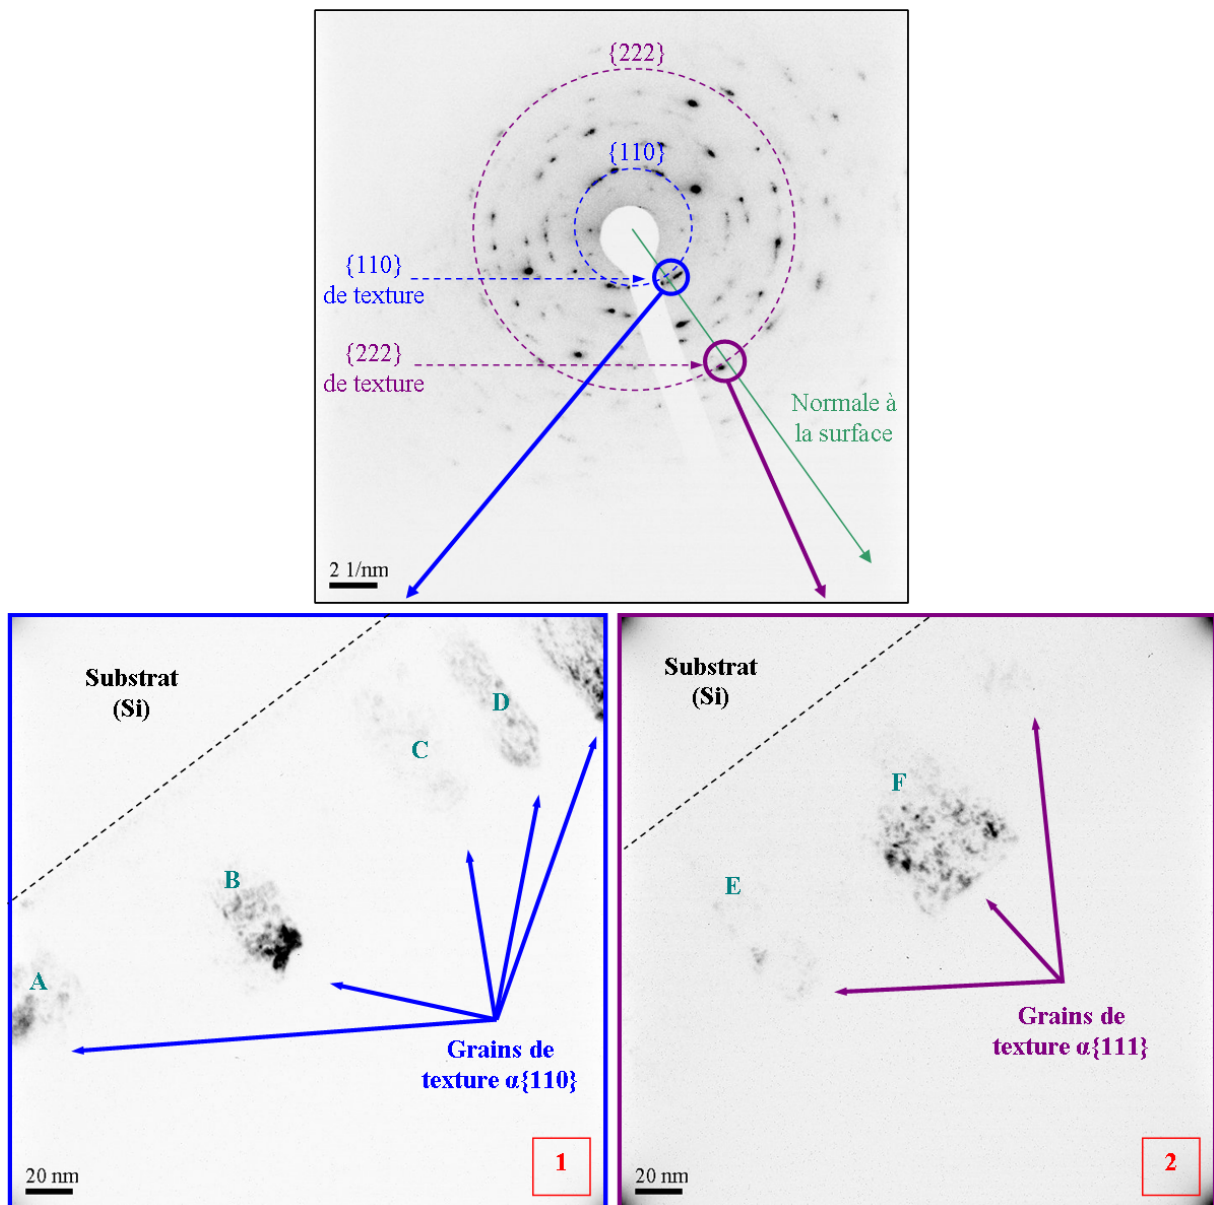 {222}
{110}
{110}
de texture
{222}
de texture
Normale à
la surface
2 1/nm
Substrat
(Si)
D
C
B
A
Grains de
texture α{110}
20 nm
1
Substrat
(Si)
F
E
Grains de
texture α{111}
20 nm
2